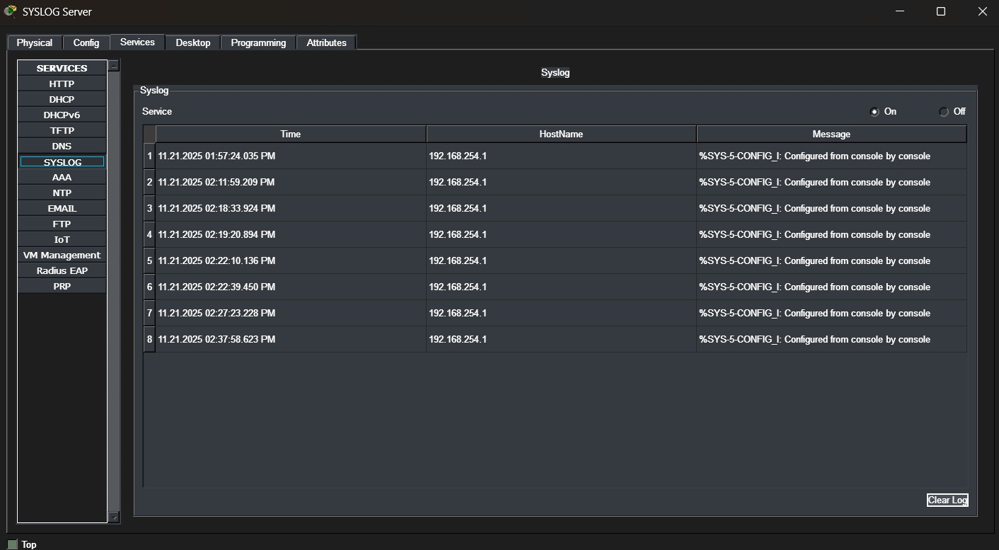 SYSLOG Server
Physical Config Services Desktop Programming Attributes
SERVICES
HTTP
DHCP
DHCPv6
TFTP
DNS
SYSLOG
AAA
NTP
EMAIL
FTP
IoT
VM Management
Radius EAP
PRP
Syslog
Syslog
Service On Off
Time HostName Message
1 11.21.2025 01:57:24.035 PM 192.168.254.1 %SYS-5-CONFIG_I: Configured from console by console
2 11.21.2025 02:11:59.209 PM 192.168.254.1 %SYS-5-CONFIG_I: Configured from console by console
3 11.21.2025 02:18:33.924 PM 192.168.254.1 %SYS-5-CONFIG_I: Configured from console by console
4 11.21.2025 02:19:20.894 PM 192.168.254.1 %SYS-5-CONFIG_I: Configured from console by console
5 11.21.2025 02:22:10.136 PM 192.168.254.1 %SYS-5-CONFIG_I: Configured from console by console
6 11.21.2025 02:22:39.450 PM 192.168.254.1 %SYS-5-CONFIG_I: Configured from console by console
7 11.21.2025 02:27:23.228 PM 192.168.254.1 %SYS-5-CONFIG_I: Configured from console by console
8 11.21.2025 02:37:58.623 PM 192.168.254.1 %SYS-5-CONFIG_I: Configured from console by console
Clear Log
Top